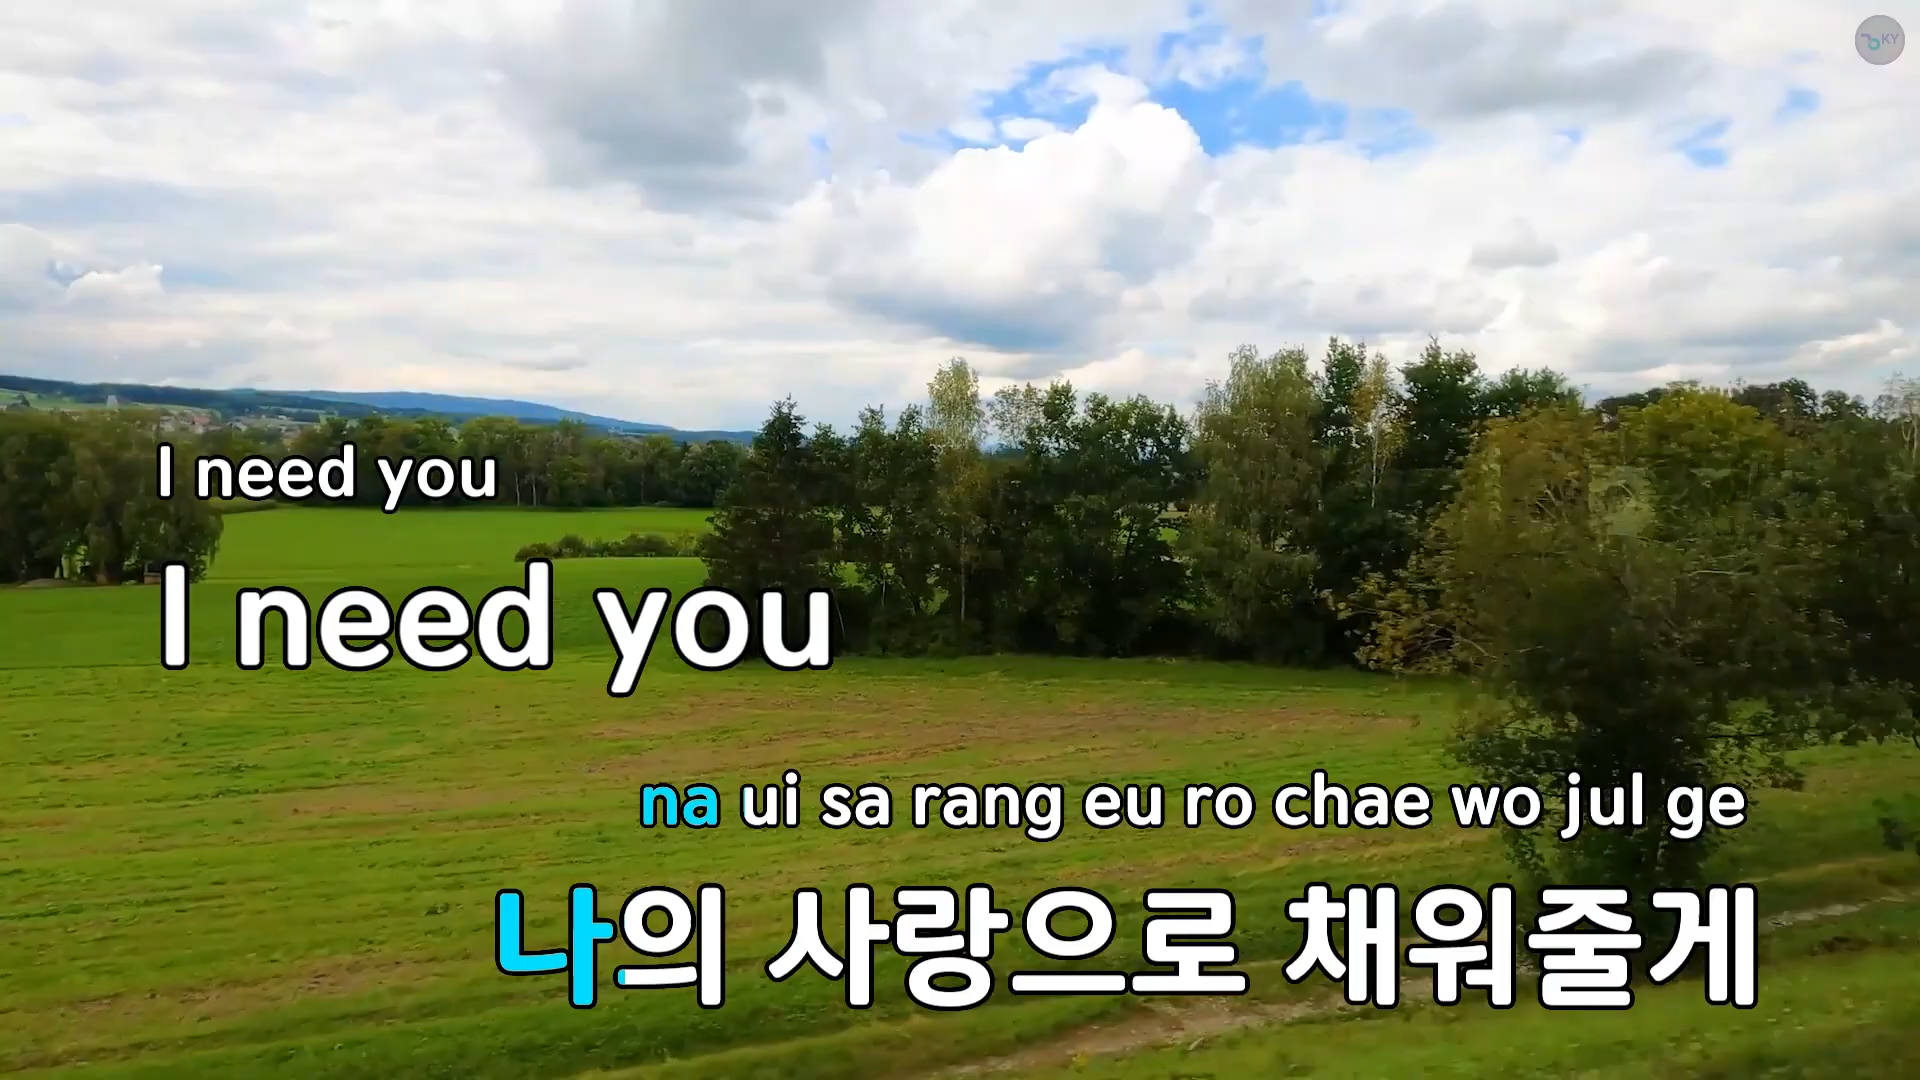 KY
I need you
I need you
na ui sa rang eu ro chae wo jul ge
나의 사랑으로 채워줄게